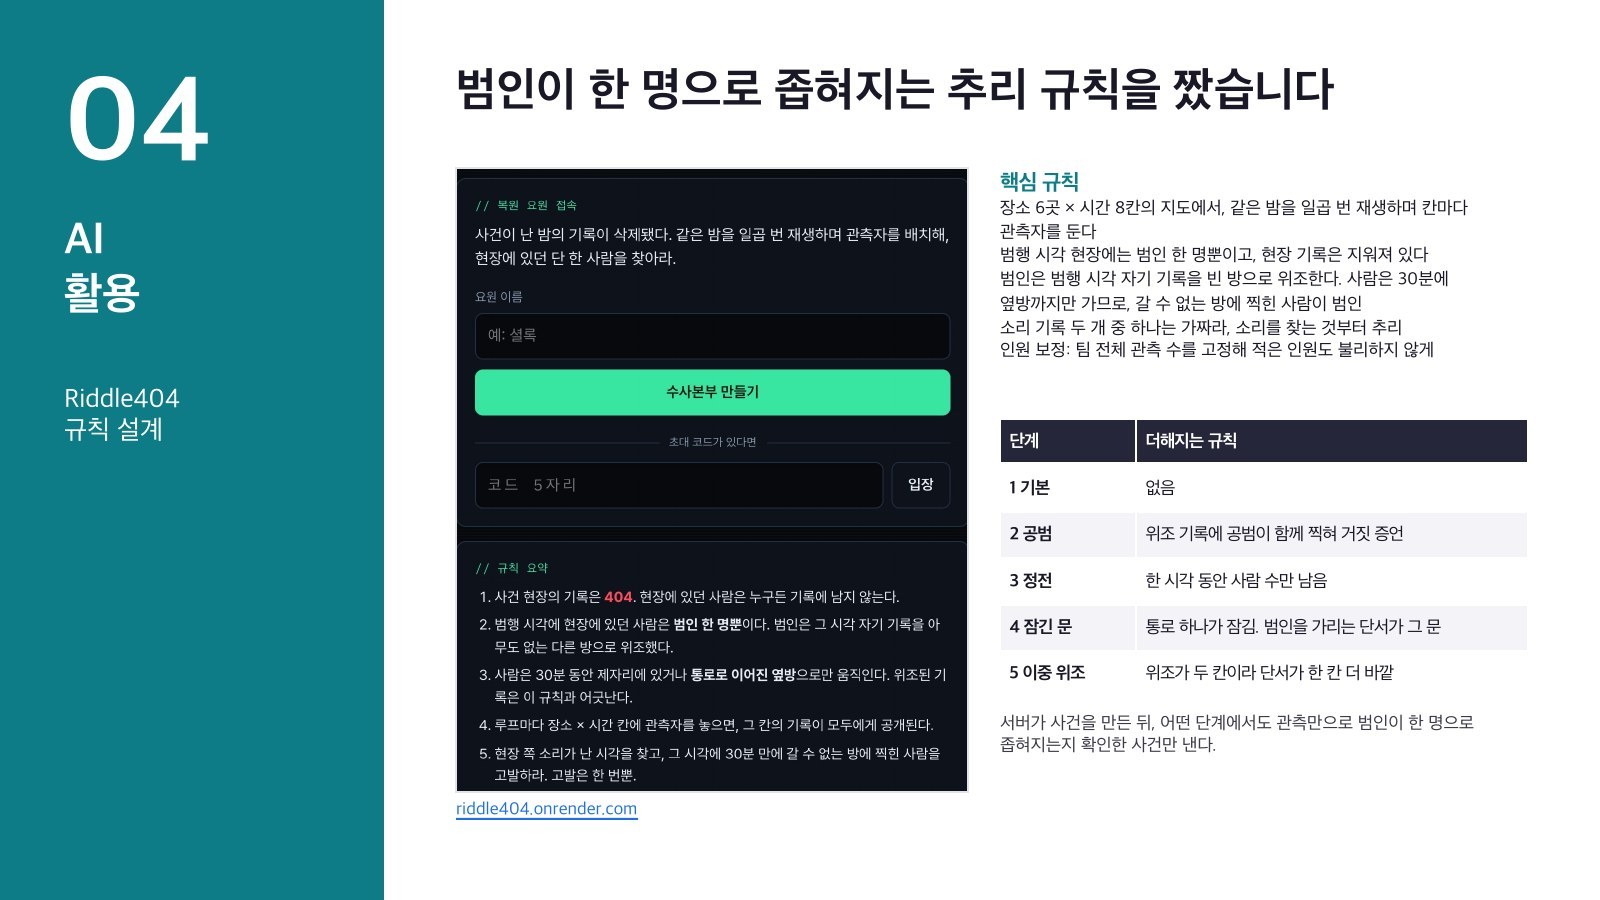 04
AI
활용
Riddle404
규칙 설계
범인이 한 명으로 좁혀지는 추리 규칙을 짰습니다
// 복원 요원 접속
사건이 난 밤의 기록이 삭제됐다. 같은 밤을 일곱 번 재생하며 관측자를 배치해,
현장에 있던 단 한 사람을 찾아라.
요원 이름
예: 셜록
수사본부 만들기
초대 코드가 있다면
코드 5자리
입장
// 규칙 요약
1. 사건 현장의 기록은 404. 현장에 있던 사람은 누구든 기록에 남지 않는다.
2. 범행 시각에 현장에 있던 사람은 범인 한 명뿐이다. 범인은 그 시각 자기 기록을 아
무도 없는 다른 방으로 위조했다.
3. 사람은 30분 동안 제자리에 있거나 통로로 이어진 옆방으로만 움직인다. 위조된 기
록은 이 규칙과 어긋난다.
4. 루프마다 장소 × 시간 칸에 관측자를 놓으면, 그 칸의 기록이 모두에게 공개된다.
5. 현장 쪽 소리가 난 시각을 찾고, 그 시각에 30분 만에 갈 수 없는 방에 찍힌 사람을
고발하라. 고발은 한 번뿐.
riddle404.onrender.com
핵심 규칙
장소 6곳 × 시간 8칸의 지도에서, 같은 밤을 일곱 번 재생하며 칸마다
관측자를 둔다
범행 시각 현장에는 범인 한 명뿐이고, 현장 기록은 지워져 있다
범인은 범행 시각 자기 기록을 빈 방으로 위조한다. 사람은 30분에
옆방까지만 가므로, 갈 수 없는 방에 찍힌 사람이 범인
소리 기록 두 개 중 하나는 가짜라, 소리를 찾는 것부터 추리
인원 보정: 팀 전체 관측 수를 고정해 적은 인원도 불리하지 않게
단계 더해지는 규칙
1 기본 없음
2 공범 위조 기록에 공범이 함께 찍혀 거짓 증언
3 정전 한 시각 동안 사람 수만 남음
4 잠긴 문 통로 하나가 잠김. 범인을 가리는 단서가 그 문
5 이중 위조 위조가 두 칸이라 단서가 한 칸 더 바깥
서버가 사건을 만든 뒤, 어떤 단계에서도 관측만으로 범인이 한 명으로
좁혀지는지 확인한 사건만 낸다.